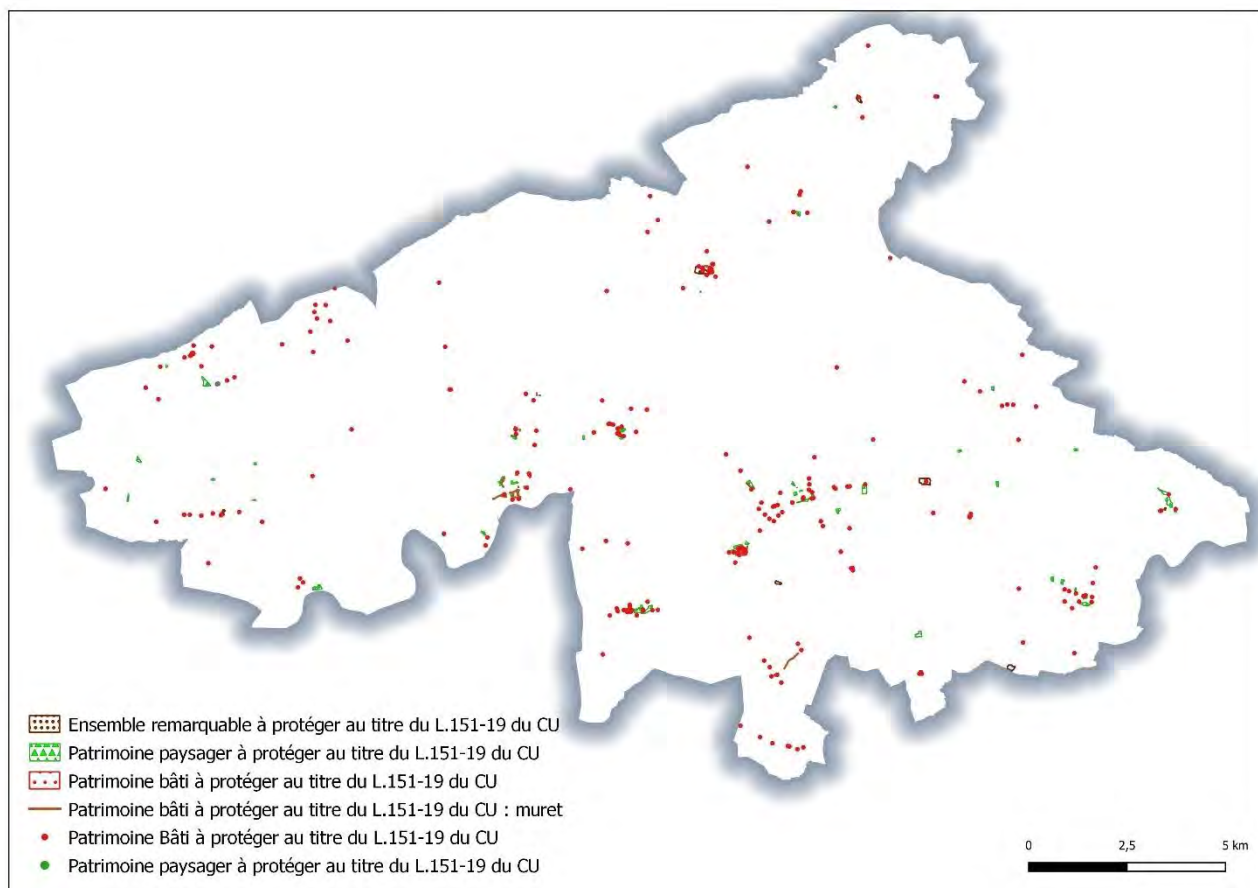 Ensemble remarquable à protéger au titre du L.151-19 du CU
Patrimoine paysager à protéger au titre du L.151-19 du CU
Patrimoine bâti à protéger au titre du L.151-19 du CU
Patrimoine bâti à protéger au titre du L.151-19 du CU : muret
Patrimoine Bâti à protéger au titre du L.151-19 du CU
Patrimoine paysager à protéger au titre du L.151-19 du CU
0 2,5 5 km